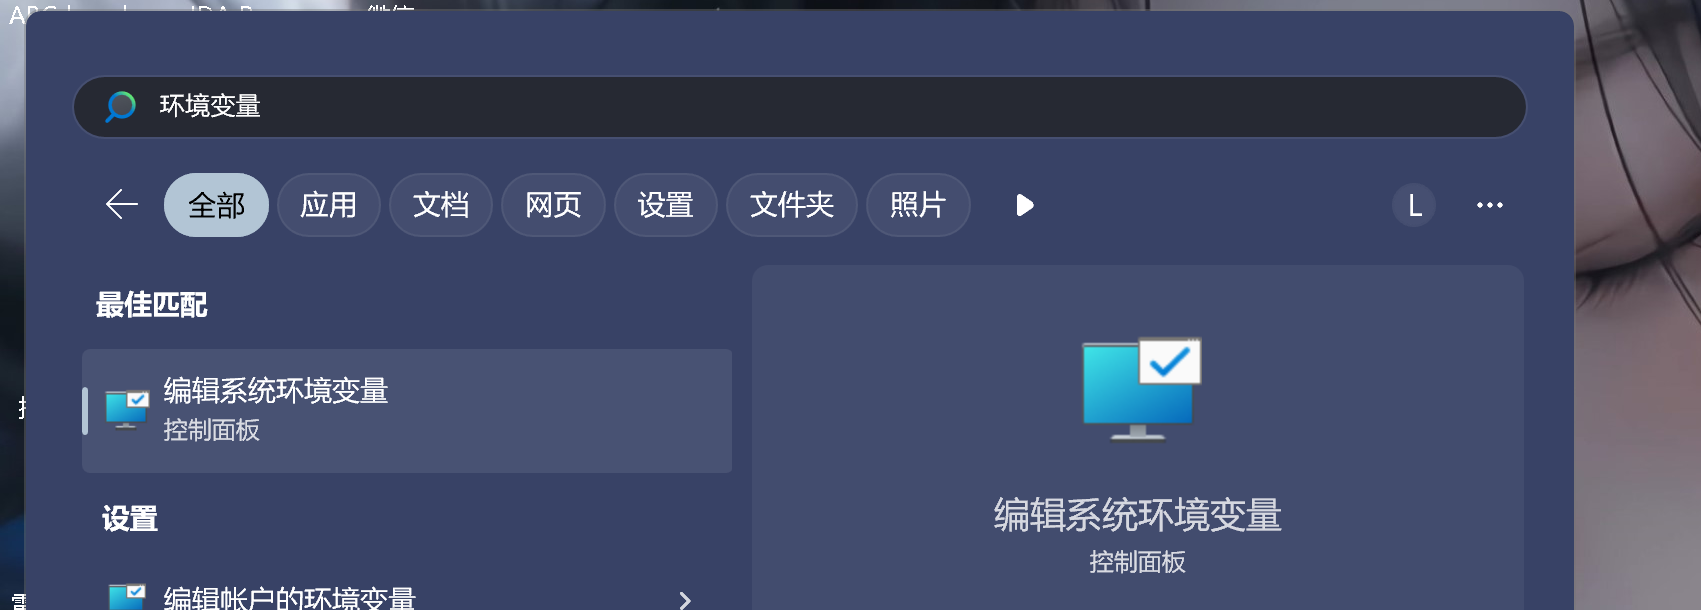 微信
环境变量
全部 应用 文档 网页 设置 文件夹 照片 L
最佳匹配
编辑系统环境变量
控制面板
设置
编辑帐户的环境变量
编辑系统环境变量
控制面板